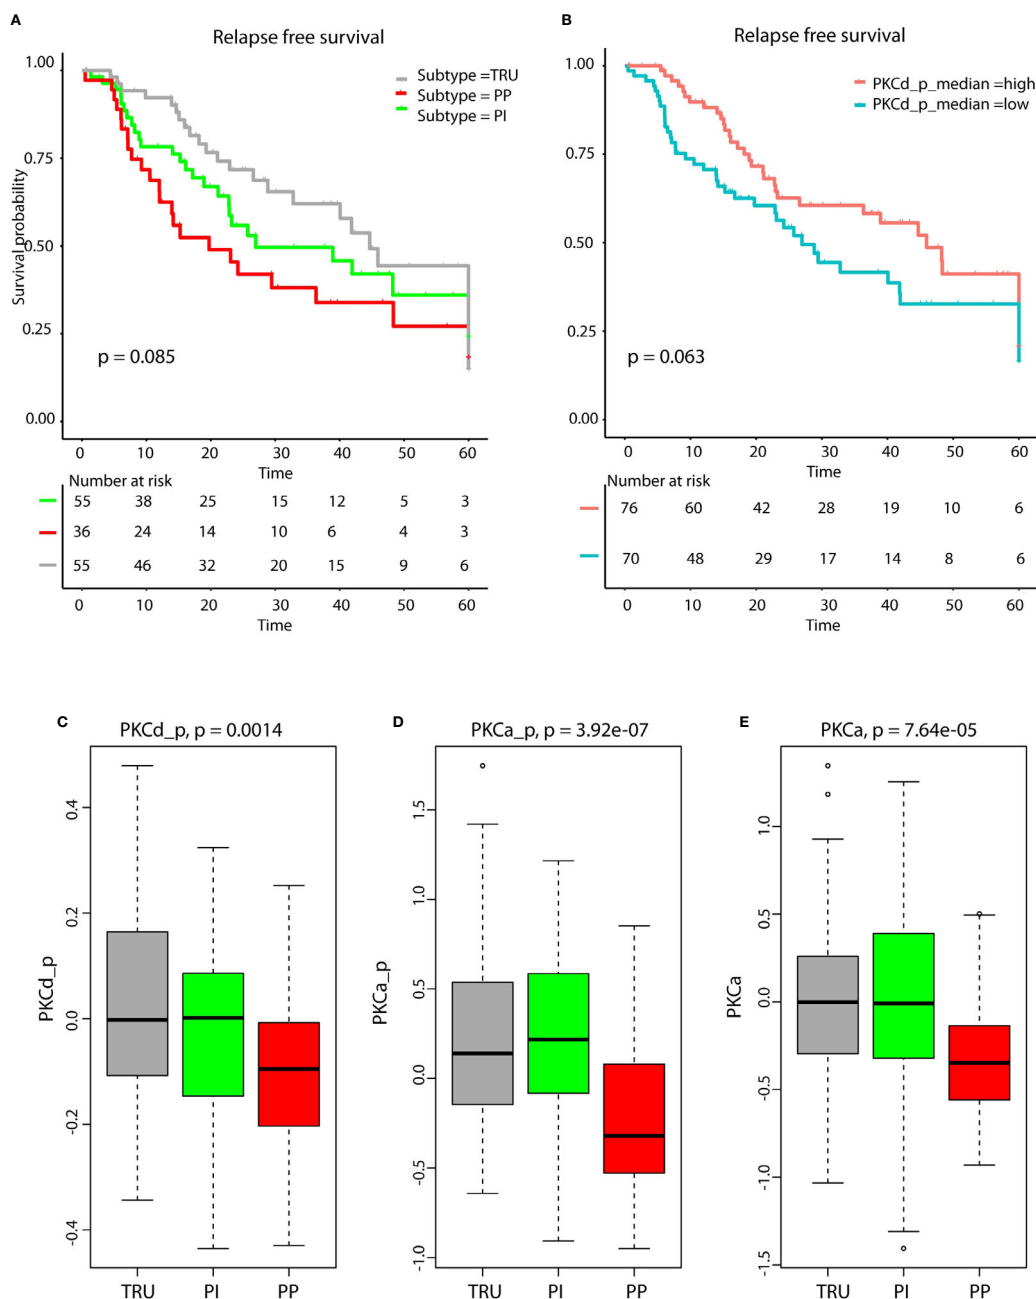 A
Relapse free survival
Survival probability
1.00
0.75
0.50
0.25
0.00
Subtype =TRU
Subtype = PP
Subtype = PI
p = 0.085
0 10 20 30 40 50 60
Time
Number at risk
55 38 25 15 12 5 3
36 24 14 10 6 4 3
55 46 32 20 15 9 6
0 10 20 30 40 50 60
Time
B
Relapse free survival
1.00
0.75
0.50
0.25
0.00
PKCd_p_median =high
PKCd_p_median =low
p = 0.063
0 10 20 30 40 50 60
Time
Number at risk
76 60 42 28 19 10 6
70 48 29 17 14 8 6
0 10 20 30 40 50 60
Time
C
PKCd_p, p = 0.0014
PKCd_p
0.4
0.2
0.0
-0.2
-0.4
TRU PI PP
D
PKCa_p, p = 3.92e-07
PKCa_p
1.5
1.0
0.5
0.0
-0.5
-1.0
TRU PI PP
E
PKCa, p = 7.64e-05
PKCa
1.0
0.5
0.0
-0.5
-1.0
-1.5
TRU PI PP